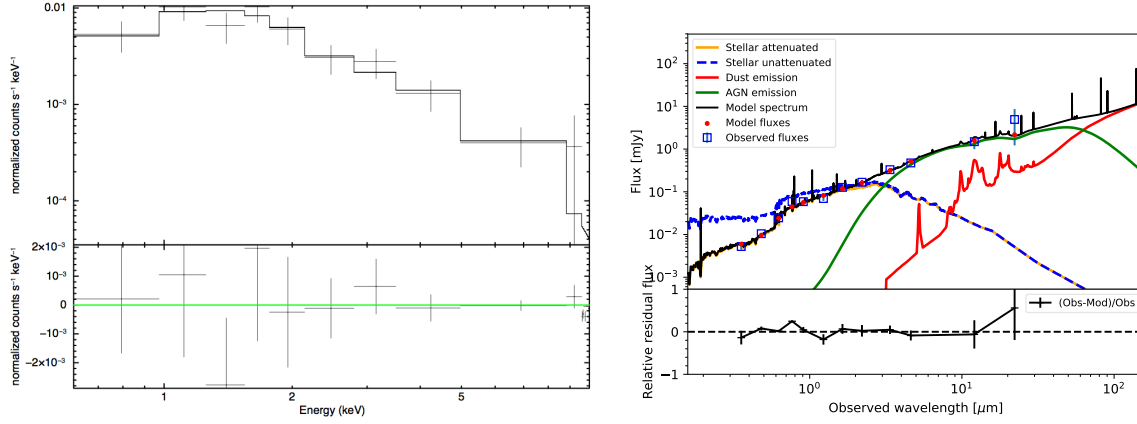 0.01
10⁻³
10⁻⁴
normalized counts s⁻¹ keV⁻¹
2×10⁻³
10⁻³
0
−10⁻³
−2×10⁻³
normalized counts s⁻¹ keV⁻¹
1
2
5
Energy (keV)
Stellar attenuated
Stellar unattenuated
Dust emission
AGN emission
Model spectrum
Model fluxes
Observed fluxes
10²
10¹
10⁰
10⁻¹
10⁻²
10⁻³
Flux [mJy]
(Obs-Mod)/Obs
1
0
−1
Relative residual flux
10⁰
10¹
10²
Observed wavelength [μm]